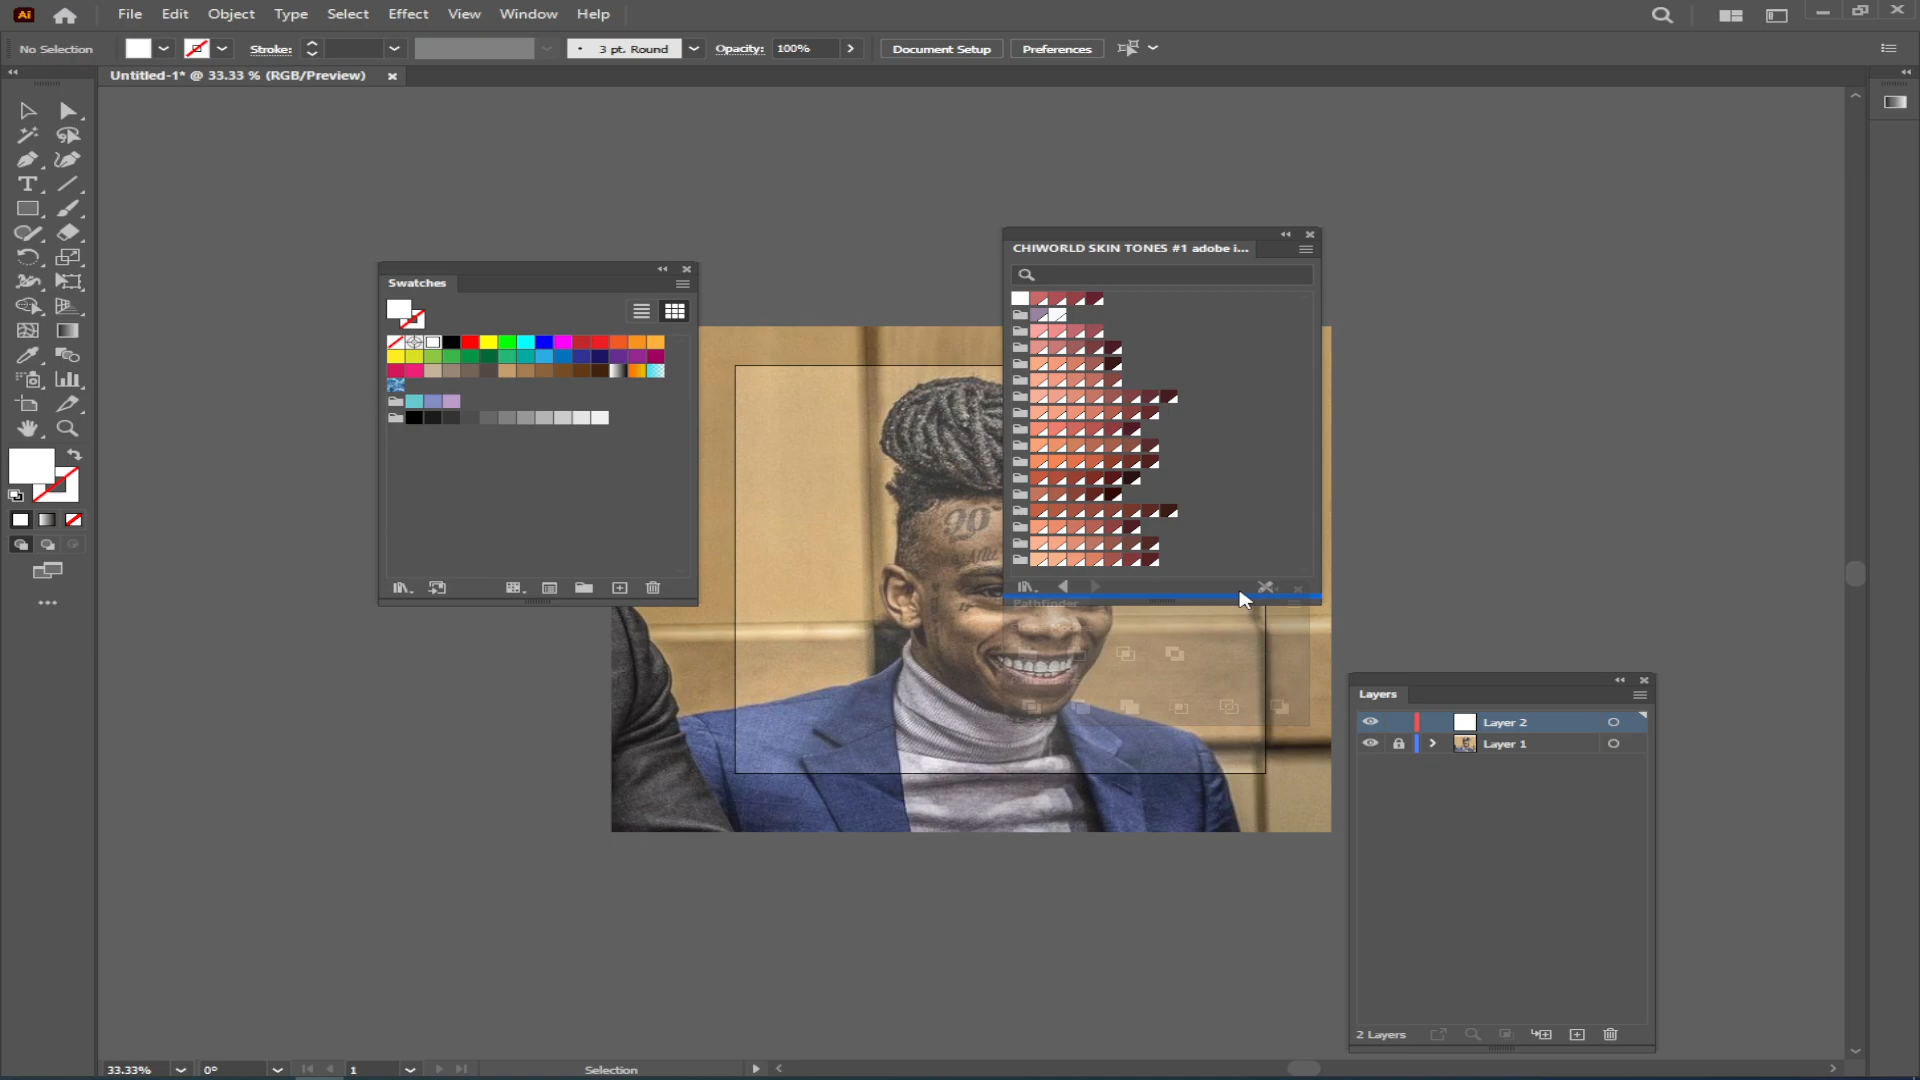 Ai File Edit Object Type Select Effect View Window Help
No Selection Stroke: 3 pt. Round Opacity: 100% Document Setup Preferences
Untitled-1* @ 33.33 % (RGB/Preview)
CHIWORLD SKIN TONES #1 adobe i...
Swatches
20
Pathfinder
Layers
Layer 2
Layer 1
2 Layers
33.33% 0° 1 Selection